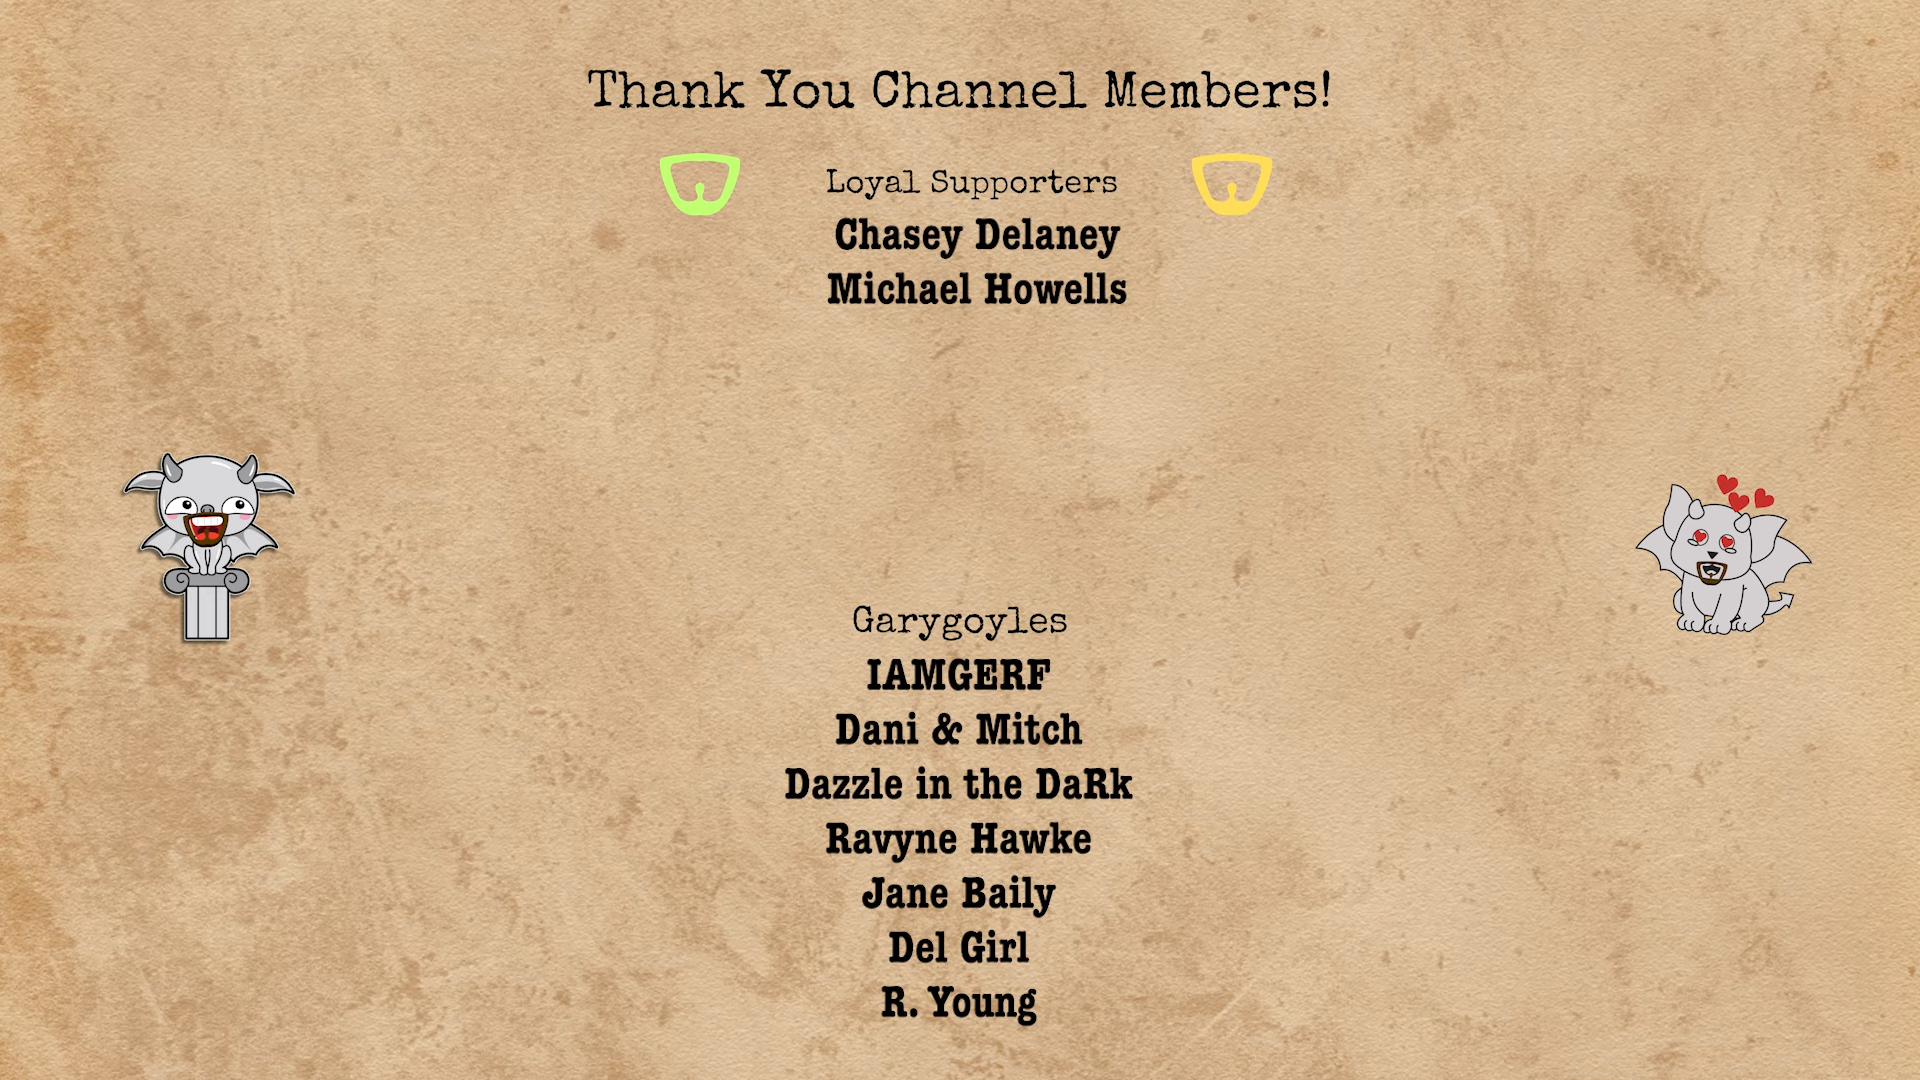 Thank You Channel Members!
Loyal Supporters
Chasey Delaney
Michael Howells
Garygoyles
IAMGERF
Dani & Mitch
Dazzle in the DaRk
Ravyne Hawke
Jane Baily
Del Girl
R. Young